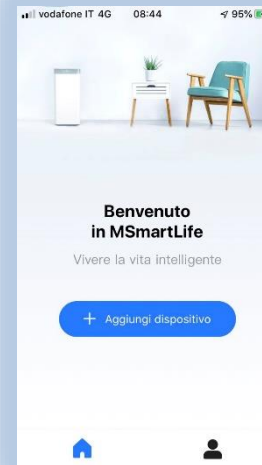 vodafone IT 4G 08:44 95%
Benvenuto
in MSmartLife
Vivere la vita intelligente
+ Aggiungi dispositivo